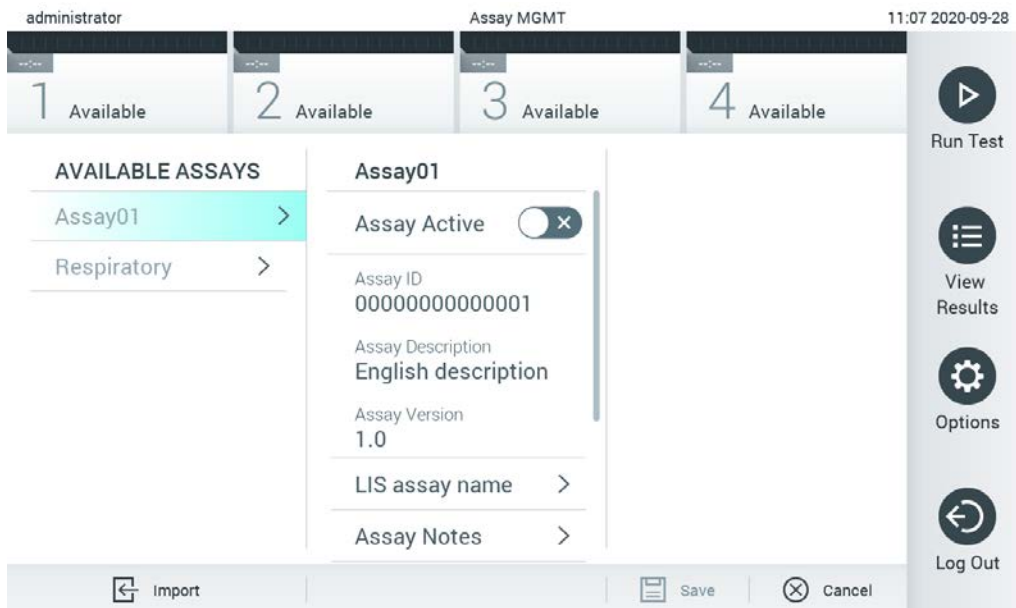 administrator
Assay MGMT
11:07 2020-09-28
--:--
1 Available
--:--
2 Available
--:--
3 Available
--:--
4 Available
Run Test
View
Results
Options
Log Out
AVAILABLE ASSAYS
Assay01
Respiratory
Assay01
Assay Active
Assay ID
00000000000001
Assay Description
English description
Assay Version
1.0
LIS assay name
Assay Notes
Import
Save
Cancel